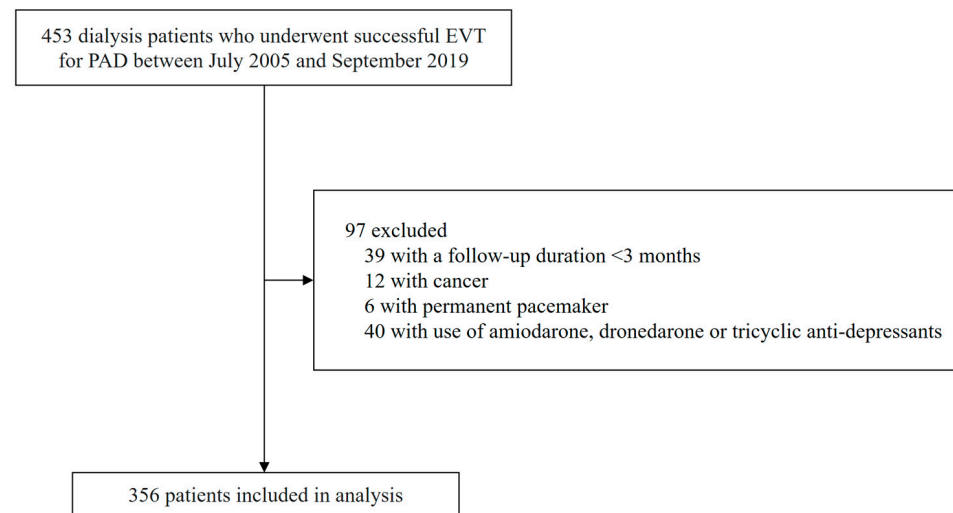 453 dialysis patients who underwent successful EVT
for PAD between July 2005 and September 2019
97 excluded
39 with a follow-up duration <3 months
12 with cancer
6 with permanent pacemaker
40 with use of amiodarone, dronedarone or tricyclic anti-depressants
356 patients included in analysis